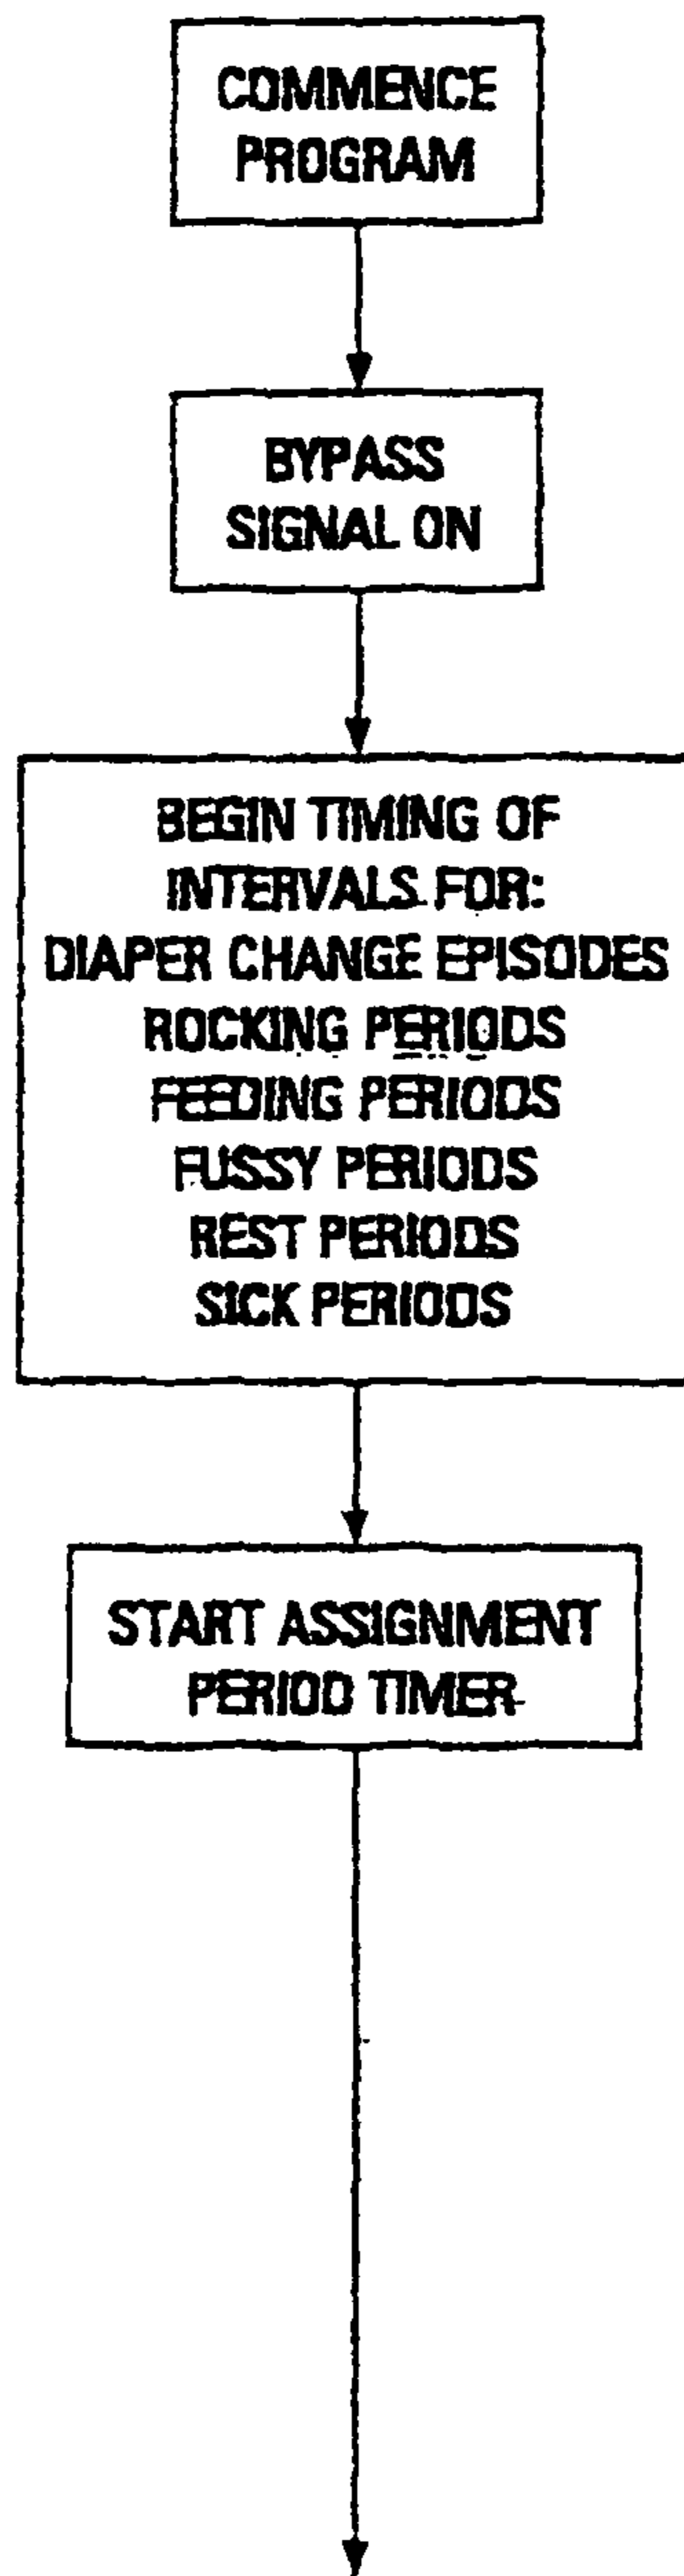 COMMENCE
PROGRAM
BYPASS
SIGNAL ON
BEGIN TIMING OF
INTERVALS FOR:
DIAPER CHANGE EPISODES
ROCKING PERIODS
FEEDING PERIODS
FUSSY PERIODS
REST PERIODS
SICK PERIODS
START ASSIGNMENT
PERIOD TIMER